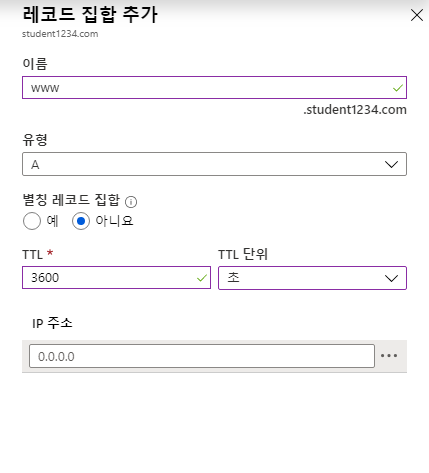 레코드 집합 추가
student1234.com
이름
www
.student1234.com
유형
A
별칭 레코드 집합
예 아니요
TTL * TTL 단위
3600 초
IP 주소
0.0.0.0